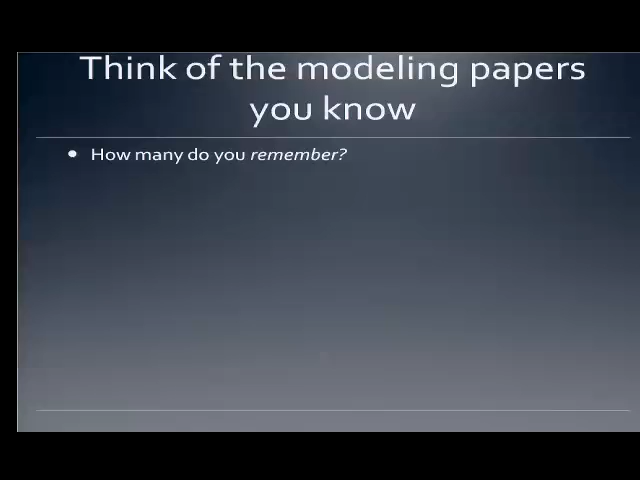 Think of the modeling papers
you know
• How many do you remember?